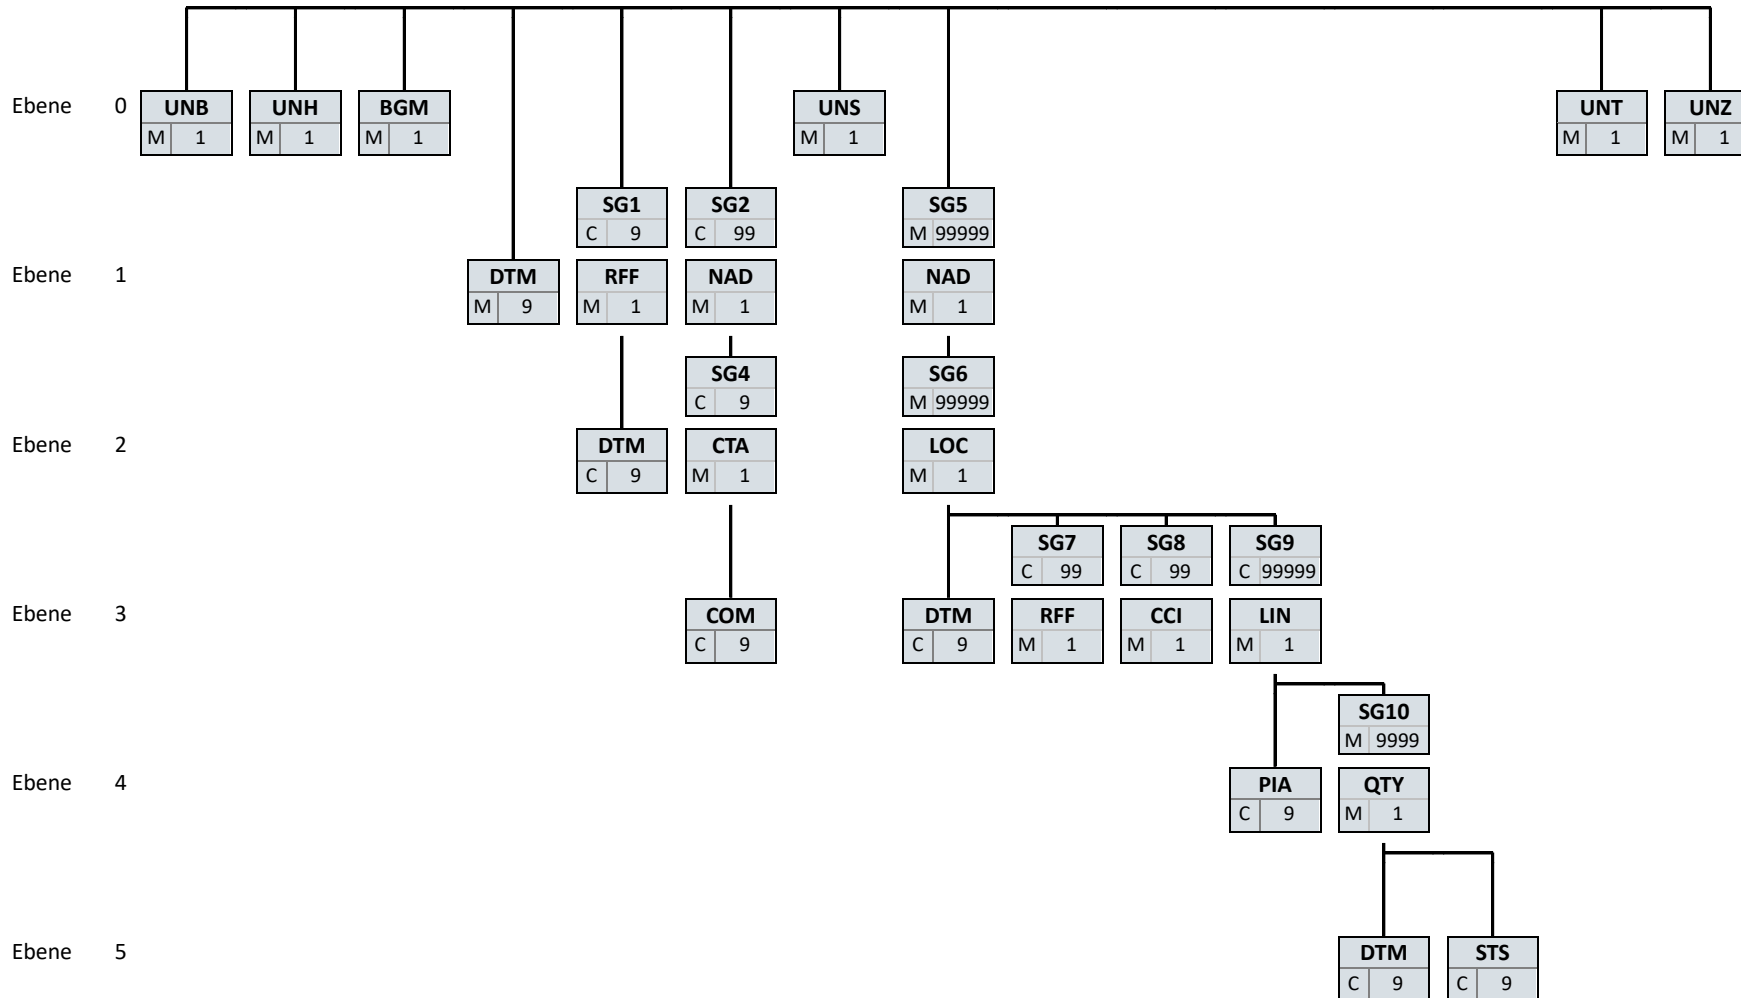 Ebene 0 UNB UNH BGM UNS UNT UNZ
M 1 M 1 M 1 M 1 M 1 M 1
SG1 SG2 SG5
C 9 C 99 M 99999
Ebene 1 DTM RFF NAD NAD
M 9 M 1 M 1 M 1
SG4 SG6
C 9 M 99999
Ebene 2 DTM CTA LOC
C 9 M 1 M 1
SG7 SG8 SG9
C 99 C 99 C 99999
Ebene 3 COM DTM RFF CCI LIN
C 9 C 9 M 1 M 1 M 1
SG10
M 9999
Ebene 4 PIA QTY
C 9 M 1
Ebene 5 DTM STS
C 9 C 9